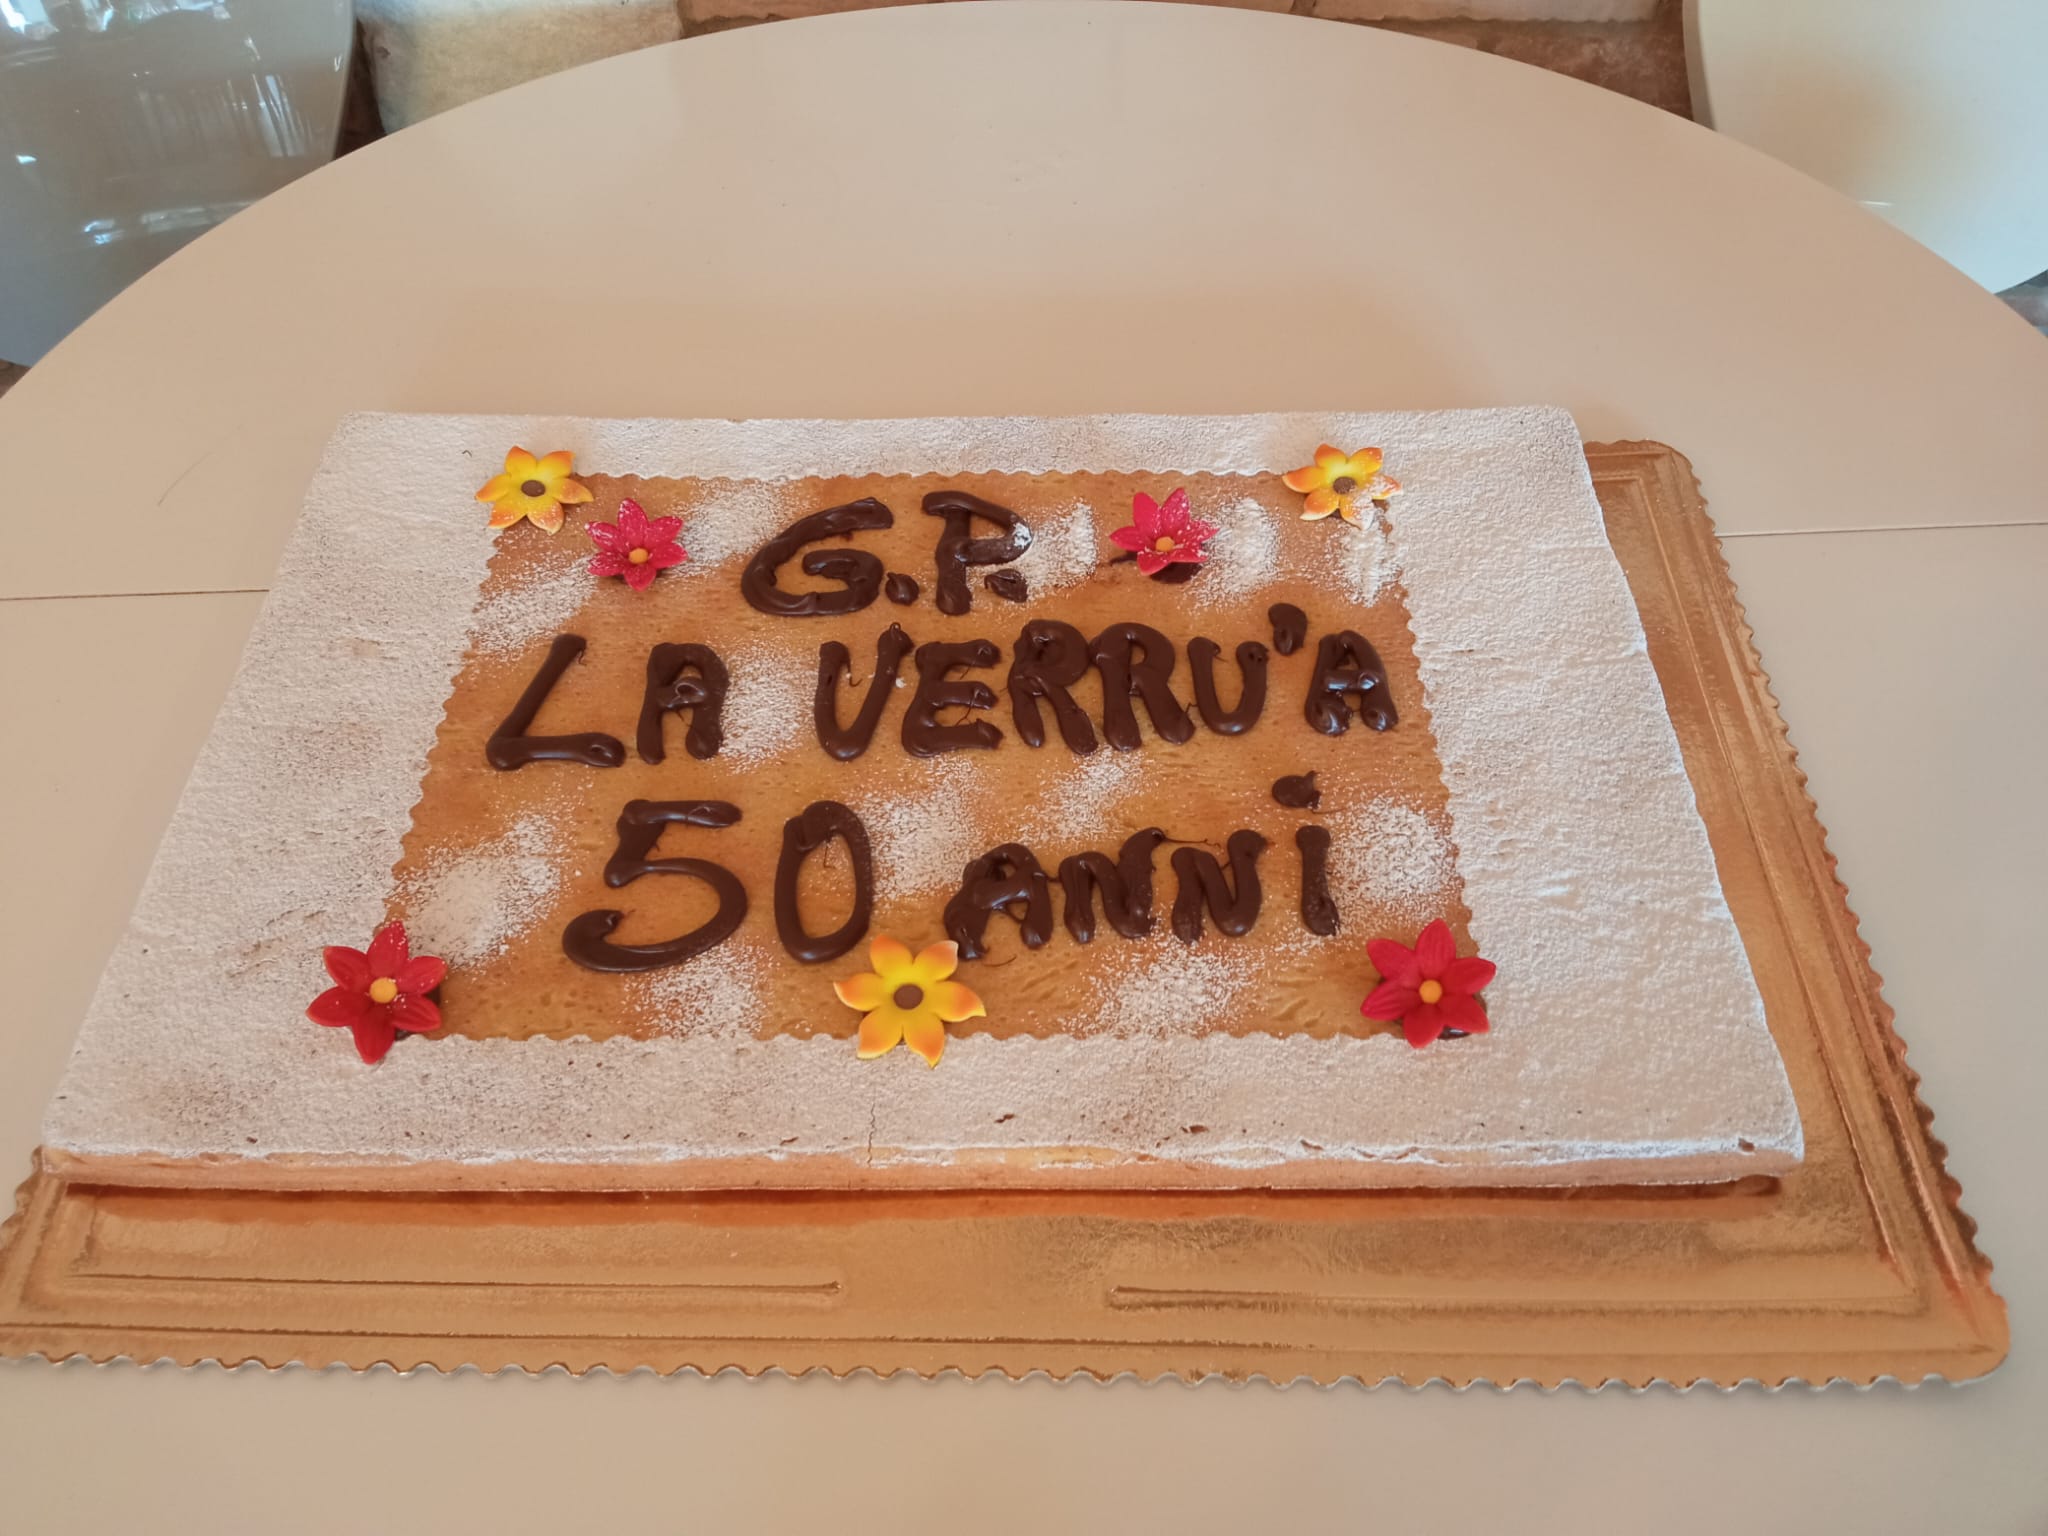 G.P.
LA VERRU'A
50 ANNi